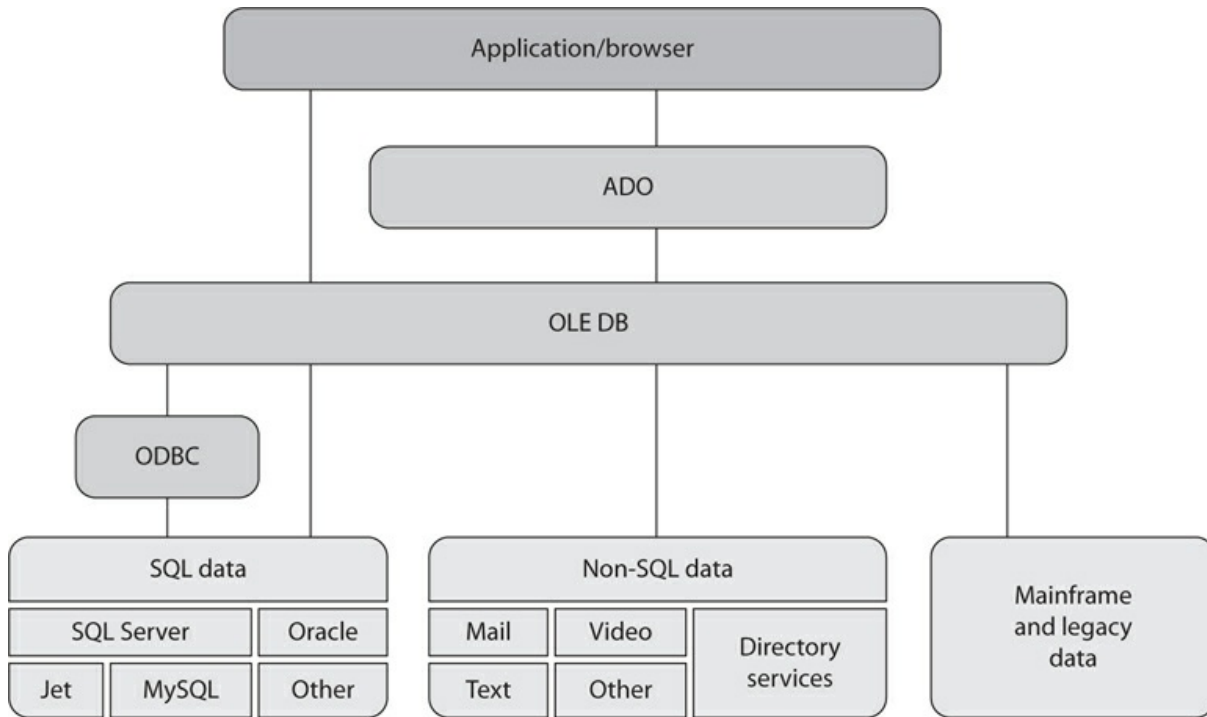 Application/browser
ADO
OLE DB
ODBC
SQL data
SQL Server
Oracle
Jet
MySQL
Other
Non-SQL data
Mail
Video
Text
Other
Directory
services
Mainframe
and legacy
data